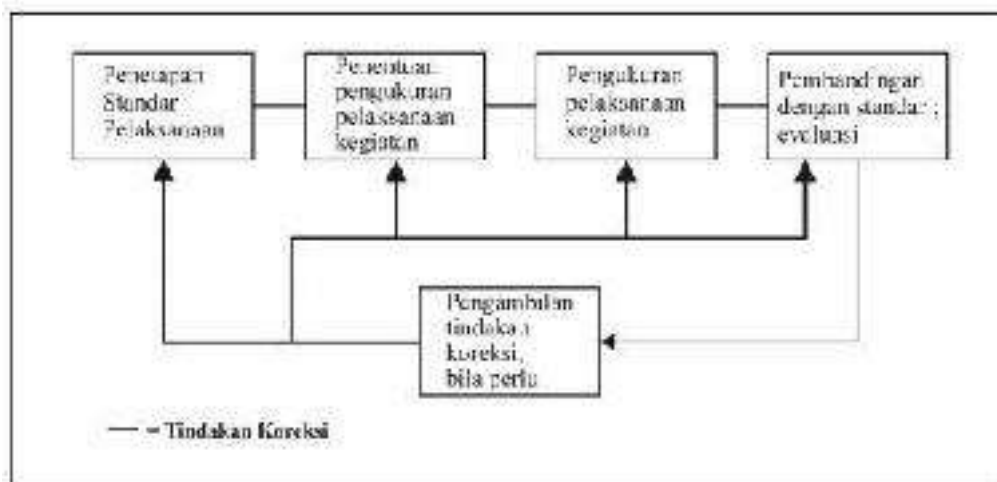 Penetapan
Standar
Pelaksanaan
Penentuan
pengukuran
pelaksanaan
kegiatan
Pengukuran
pelaksanaan
kegiatan
Pembandingan
dengan standar ;
evaluasi
Pengambilan
tindakan
koreksi,
bila perlu
= Tindakan Koreksi